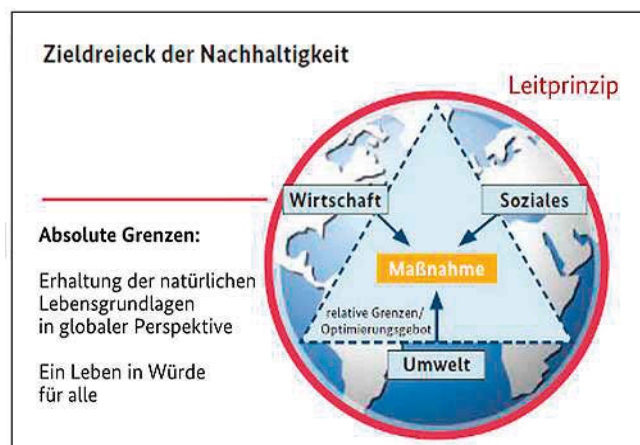 Zieldreieck der Nachhaltigkeit
Leitprinzip
Wirtschaft
Soziales
Absolute Grenzen:
Maßnahme
Erhaltung der natürlichen
Lebensgrundlagen
in globaler Perspektive
relative Grenzen/
Optimierungsgebot
Umwelt
Ein Leben in Würde
für alle